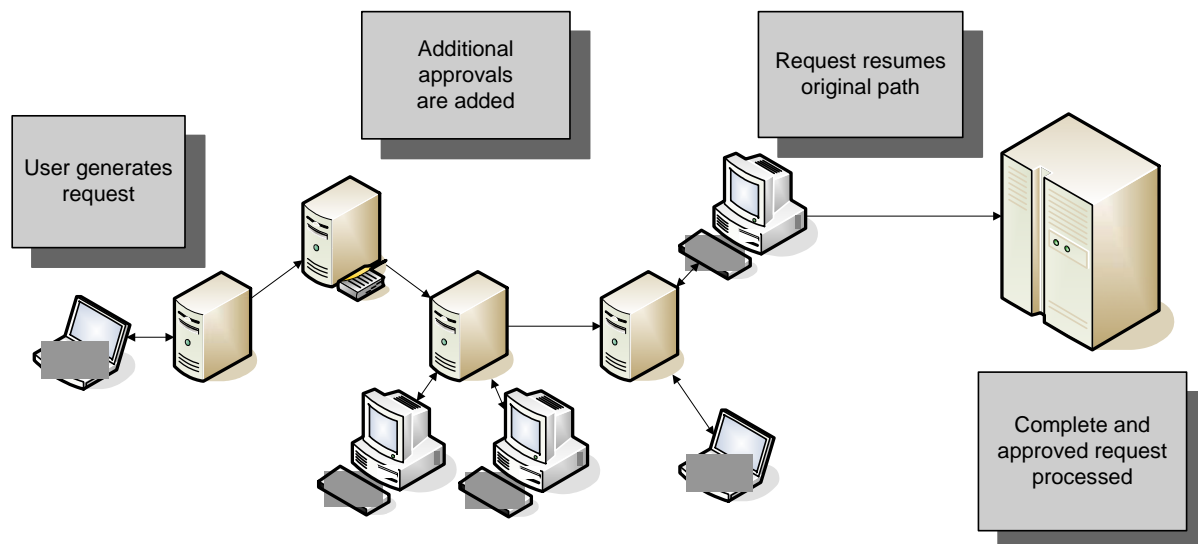 User generates
request
Additional
approvals
are added
Request resumes
original path
Complete and
approved request
processed